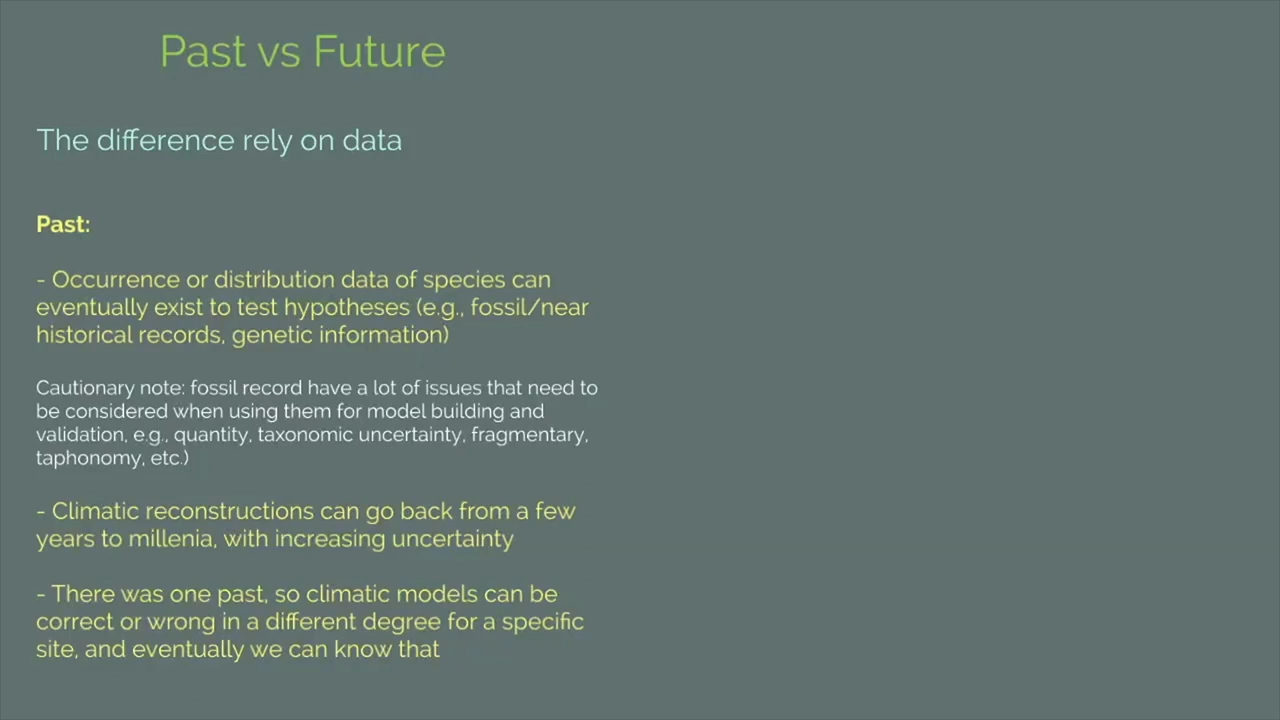 Past vs Future
The difference rely on data
Past:
- Occurrence or distribution data of species can
eventually exist to test hypotheses (e.g., fossil/near
historical records, genetic information)
Cautionary note: fossil record have a lot of issues that need to
be considered when using them for model building and
validation, e.g., quantity, taxonomic uncertainty, fragmentary,
taphonomy, etc.)
- Climatic reconstructions can go back from a few
years to millenia, with increasing uncertainty
- There was one past, so climatic models can be
correct or wrong in a different degree for a specific
site, and eventually we can know that